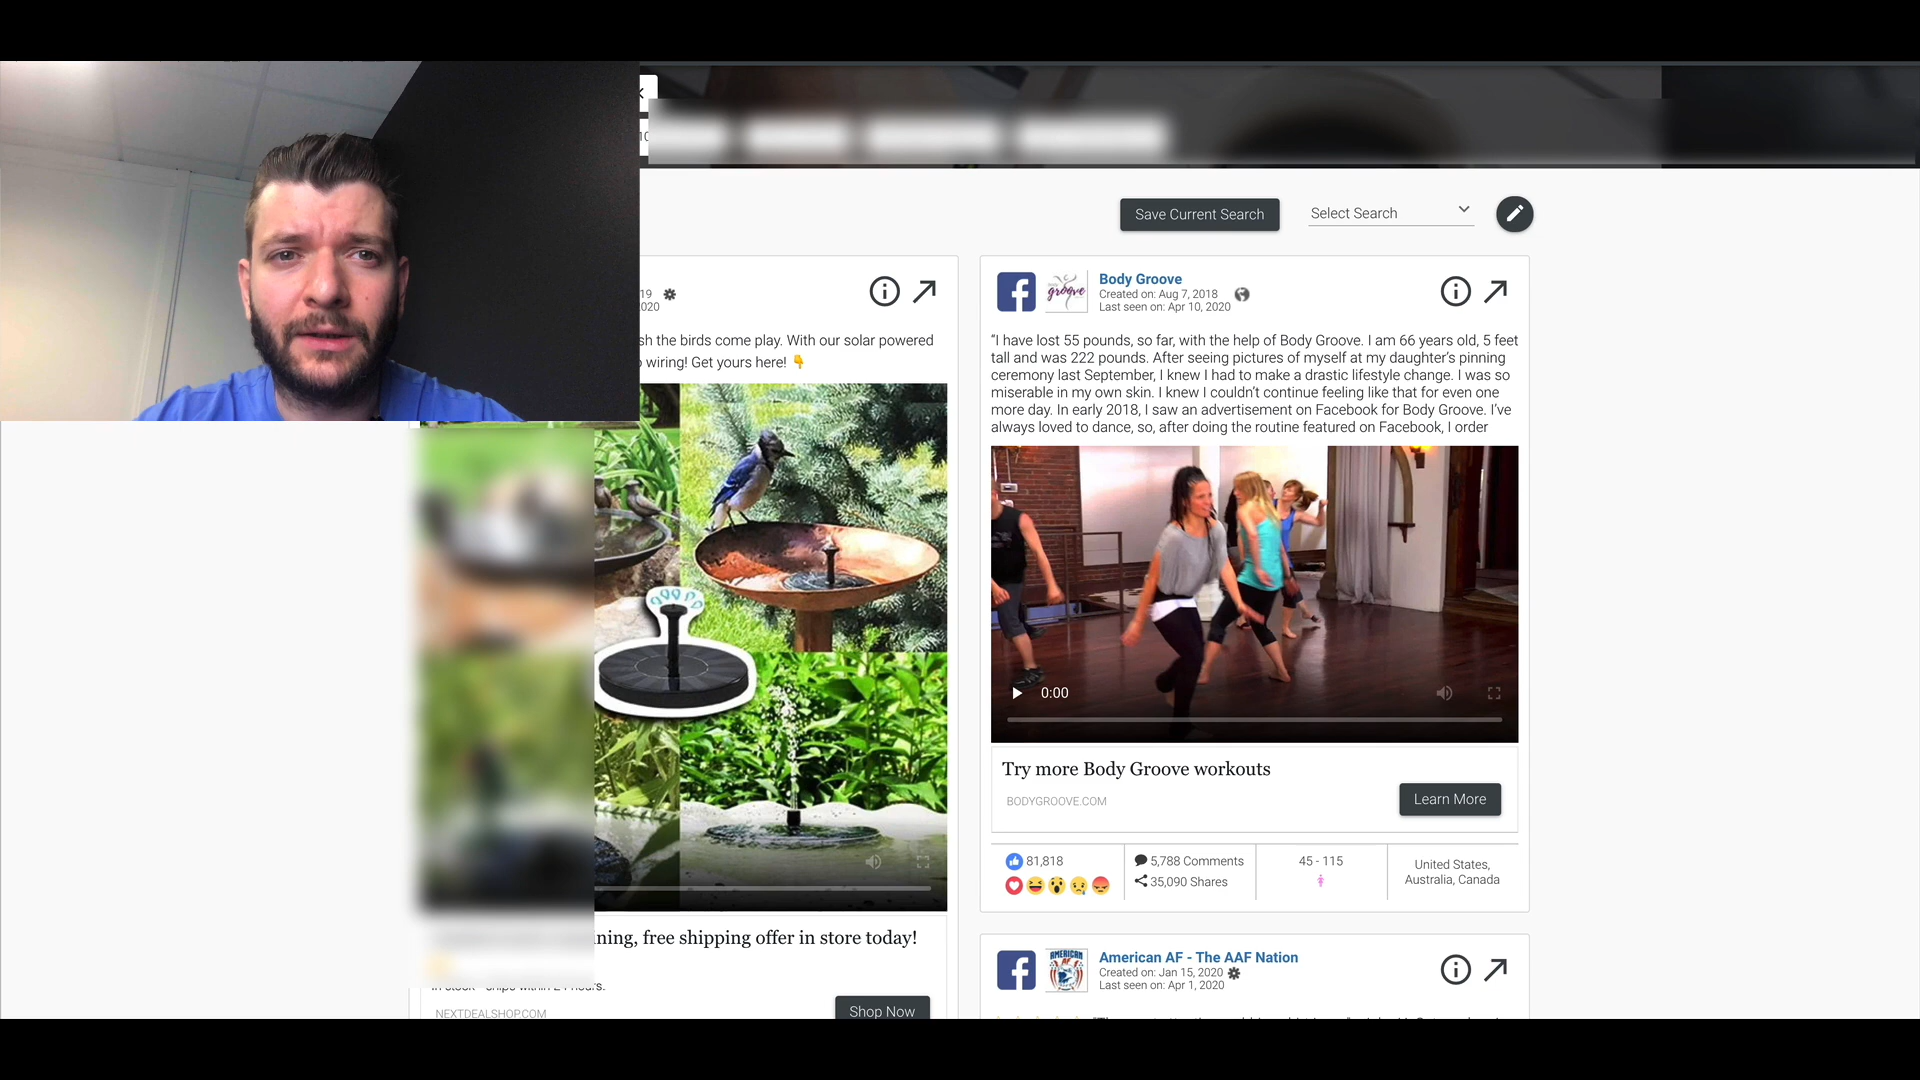 Save Current Search
Select Search
19
020
sh the birds come play. With our solar powered
wiring! Get yours here! 👇
ning, free shipping offer in store today!
NEXTDEALSHOP.COM
Shop Now
groove
Body Groove
Created on: Aug 7, 2018
Last seen on: Apr 10, 2020
“I have lost 55 pounds, so far, with the help of Body Groove. I am 66 years old, 5 feet
tall and was 222 pounds. After seeing pictures of myself at my daughter’s pinning
ceremony last September, I knew I had to make a drastic lifestyle change. I was so
miserable in my own skin. I knew I couldn’t continue feeling like that for even one
more day. In early 2018, I saw an advertisement on Facebook for Body Groove. I’ve
always loved to dance, so, after doing the routine featured on Facebook, I order
0:00
Try more Body Groove workouts
BODYGROOVE.COM
Learn More
81,818
5,788 Comments
35,090 Shares
45 - 115
United States,
Australia, Canada
AMERICAN AF
American AF - The AAF Nation
Created on: Jan 15, 2020
Last seen on: Apr 1, 2020